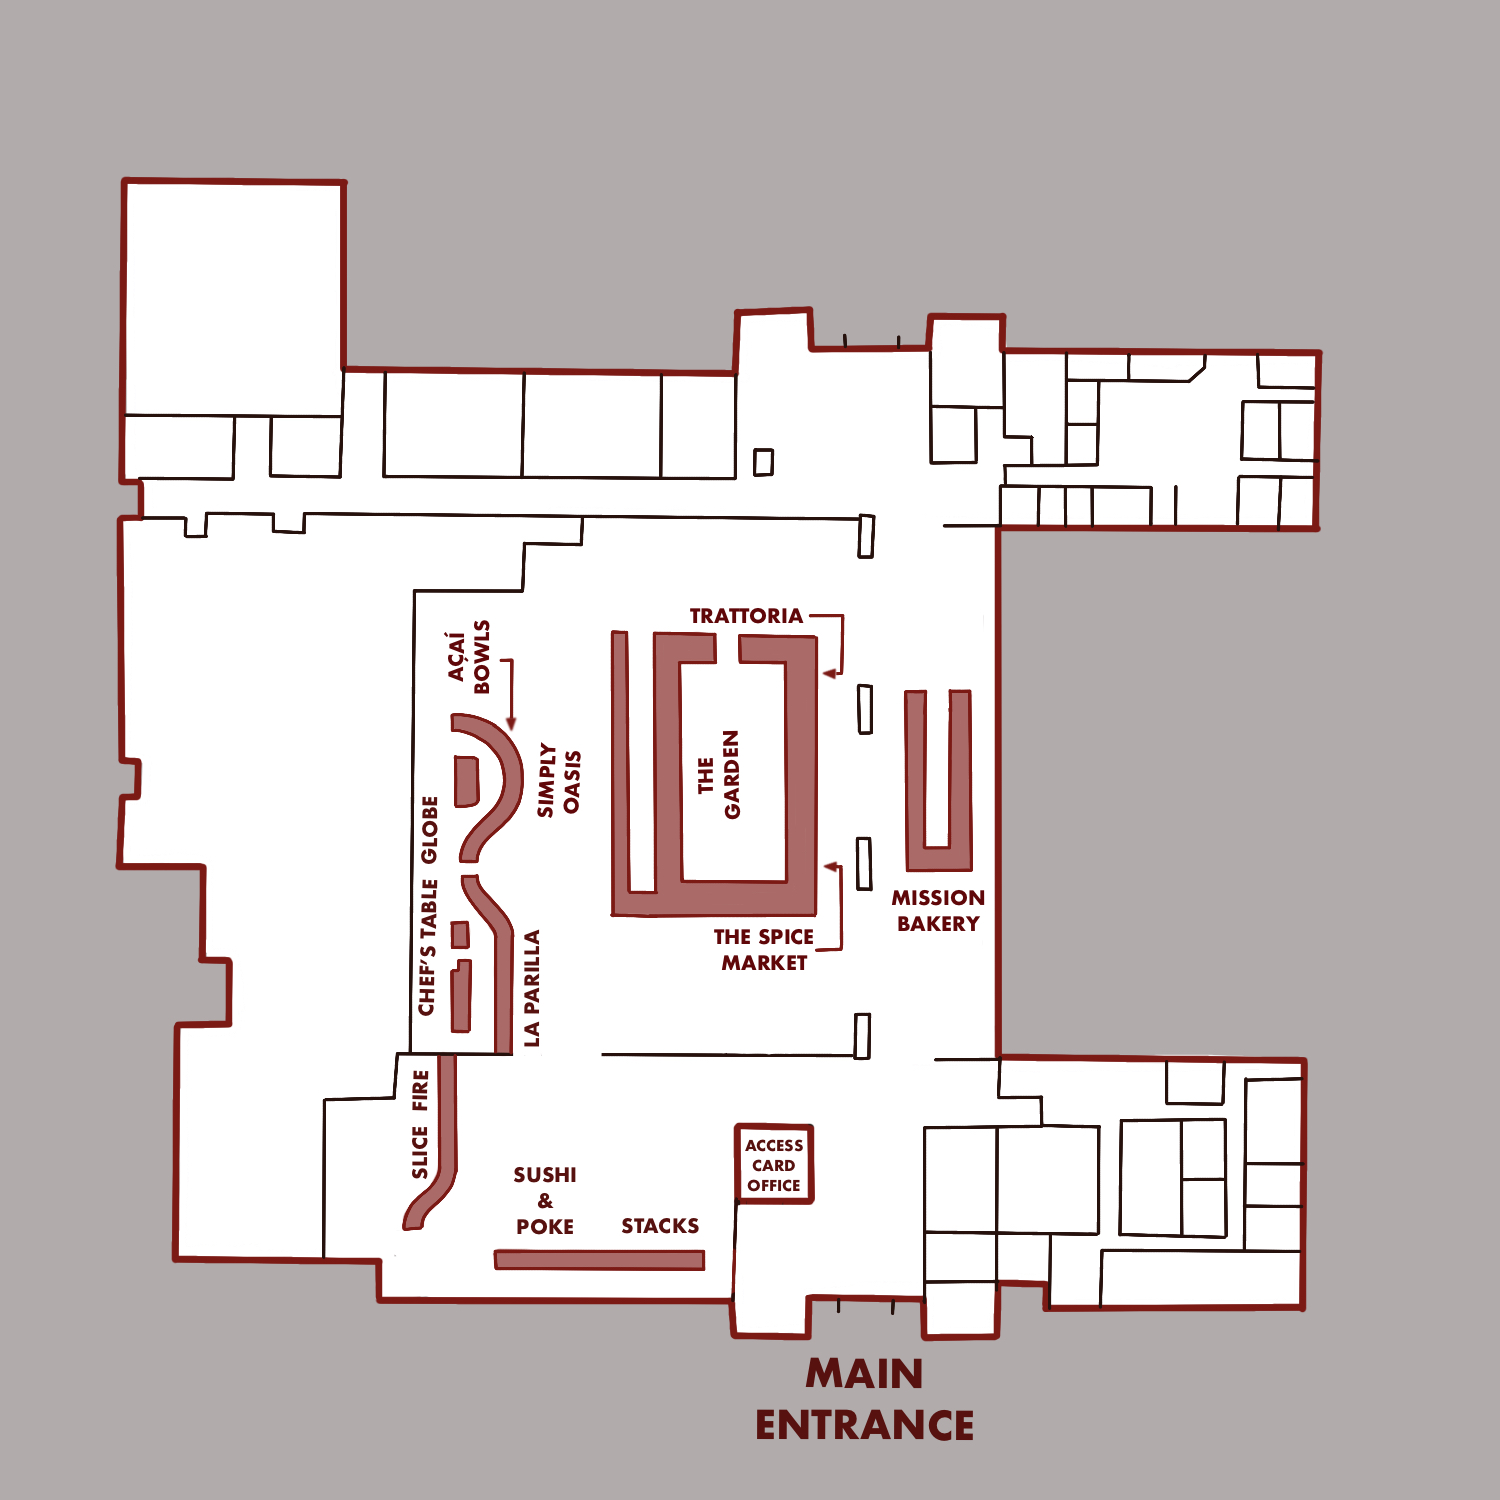 TRATTORIA
AÇAÍ
BOWLS
SIMPLY
OASIS
THE
GARDEN
CHEF'S TABLE GLOBE
MISSION
BAKERY
THE SPICE
MARKET
LA PARILLA
SLICE FIRE
ACCESS
CARD
OFFICE
SUSHI
&
POKE
STACKS
MAIN
ENTRANCE